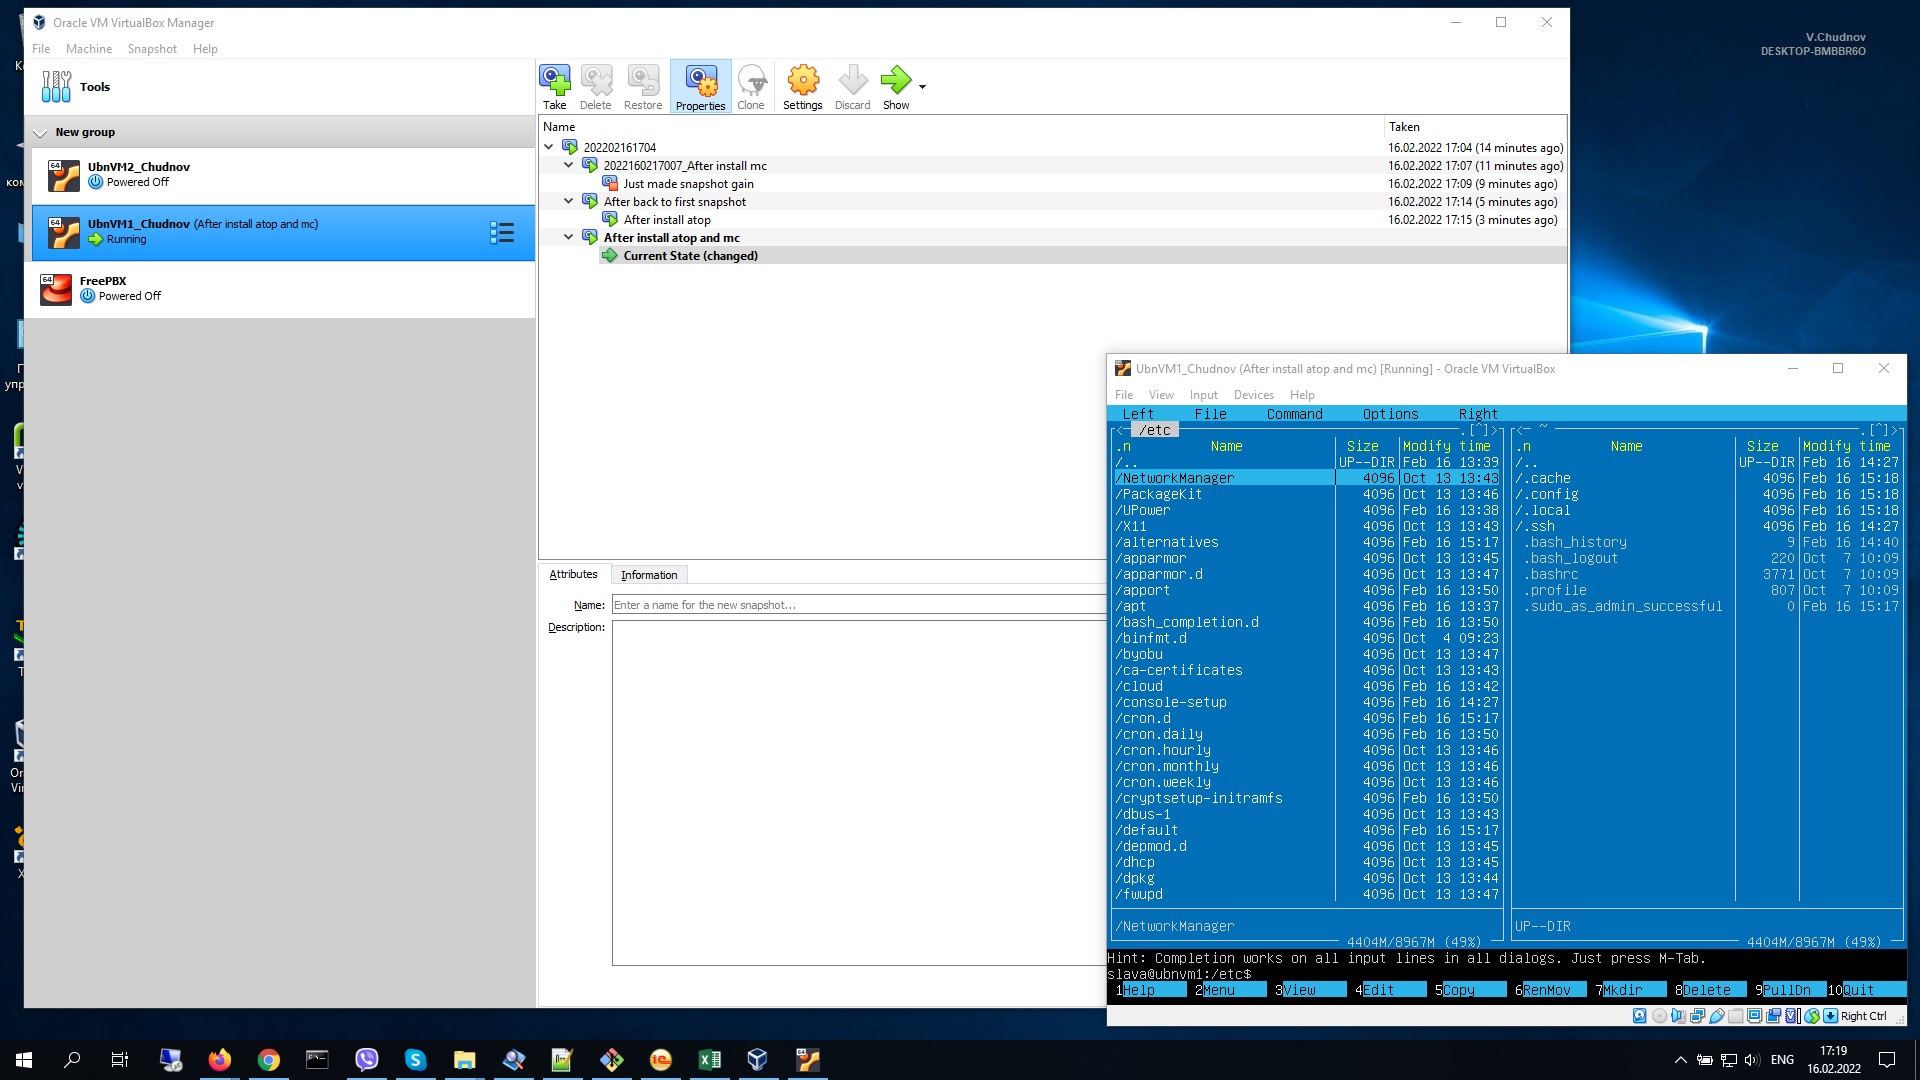 Oracle VM VirtualBox Manager
File Machine Snapshot Help
V.Chudnov
DESKTOP-BMBBR6O
Tools
Take Delete Restore Properties Clone Settings Discard Show
New group
64 UbnVM2_Chudnov
Powered Off
64 UbnVM1_Chudnov (After install atop and mc)
Running
64 FreePBX
Powered Off
Name Taken
202202161704 16.02.2022 17:04 (14 minutes ago)
2022160217007_After install mc 16.02.2022 17:07 (11 minutes ago)
Just made snapshot gain 16.02.2022 17:09 (9 minutes ago)
After back to first snapshot 16.02.2022 17:14 (5 minutes ago)
After install atop 16.02.2022 17:15 (3 minutes ago)
After install atop and mc
Current State (changed)
Attributes Information
Name: Enter a name for the new snapshot...
Description:
UbnVM1_Chudnov (After install atop and mc) [Running] - Oracle VM VirtualBox
File View Input Devices Help
Left File Command Options Right
<─ /etc ─.[^]>
.n Name Size Modify time
/.. UP--DIR Feb 16 13:39
/NetworkManager 4096 Oct 13 13:43
/PackageKit 4096 Oct 13 13:46
/UPower 4096 Feb 16 13:38
/X11 4096 Oct 13 13:43
/alternatives 4096 Feb 16 15:17
/apparmor 4096 Oct 13 13:45
/apparmor.d 4096 Oct 13 13:47
/apport 4096 Feb 16 13:50
/apt 4096 Feb 16 13:37
/bash_completion.d 4096 Feb 16 13:50
/binfmt.d 4096 Oct 4 09:23
/byobu 4096 Oct 13 13:47
/ca-certificates 4096 Oct 13 13:43
/cloud 4096 Feb 16 13:42
/console-setup 4096 Feb 16 14:27
/cron.d 4096 Feb 16 15:17
/cron.daily 4096 Feb 16 13:50
/cron.hourly 4096 Oct 13 13:46
/cron.monthly 4096 Oct 13 13:46
/cron.weekly 4096 Oct 13 13:46
/cryptsetup-initramfs 4096 Feb 16 13:50
/dbus-1 4096 Oct 13 13:43
/default 4096 Feb 16 15:17
/depmod.d 4096 Oct 13 13:45
/dhcp 4096 Oct 13 13:45
/dpkg 4096 Oct 13 13:44
/fwupd 4096 Oct 13 13:47
/NetworkManager
4404M/8967M (49%)
<─ ~ ─.[^]>
.n Name Size Modify time
/.. UP--DIR Feb 16 14:27
/.cache 4096 Feb 16 15:18
/.config 4096 Feb 16 15:18
/.local 4096 Feb 16 15:18
/.ssh 4096 Feb 16 14:27
.bash_history 9 Feb 16 14:40
.bash_logout 220 Oct 7 10:09
.bashrc 3771 Oct 7 10:09
.profile 807 Oct 7 10:09
.sudo_as_admin_successful 0 Feb 16 15:17
UP--DIR
4404M/8967M (49%)
Hint: Completion works on all input lines in all dialogs. Just press M-Tab.
slava@ubnvm1:/etc$
1Help 2Menu 3View 4Edit 5Copy 6RenMov 7Mkdir 8Delete 9PullDn 10Quit
Right Ctrl
ENG 17:19
16.02.2022